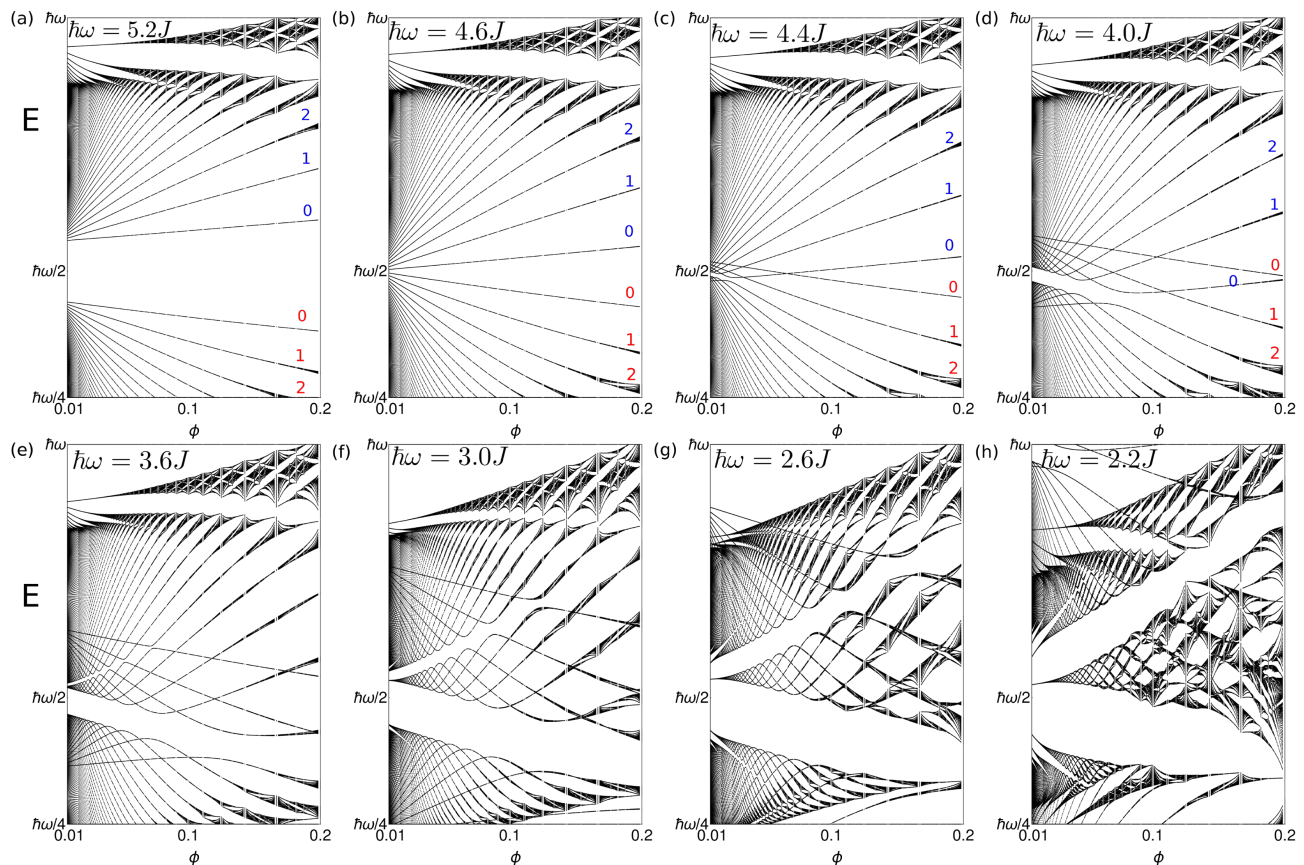 (a) ħω = 5.2J
(b) ħω = 4.6J
(c) ħω = 4.4J
(d) ħω = 4.0J
ħω
E
ħω/2
ħω/4
2
1
0
0
1
2
0.01 0.1 0.2
ϕ
ħω
ħω/2
ħω/4
2
1
0
0
1
2
0.01 0.1 0.2
ϕ
ħω
ħω/2
ħω/4
2
1
0
0
1
2
0.01 0.1 0.2
ϕ
ħω
ħω/2
ħω/4
2
1
0
0
1
2
0.01 0.1 0.2
ϕ
(e) ħω = 3.6J
(f) ħω = 3.0J
(g) ħω = 2.6J
(h) ħω = 2.2J
ħω
E
ħω/2
ħω/4
0.01 0.1 0.2
ϕ
ħω
ħω/2
ħω/4
0.01 0.1 0.2
ϕ
ħω
ħω/2
ħω/4
0.01 0.1 0.2
ϕ
ħω
ħω/2
ħω/4
0.01 0.1 0.2
ϕ